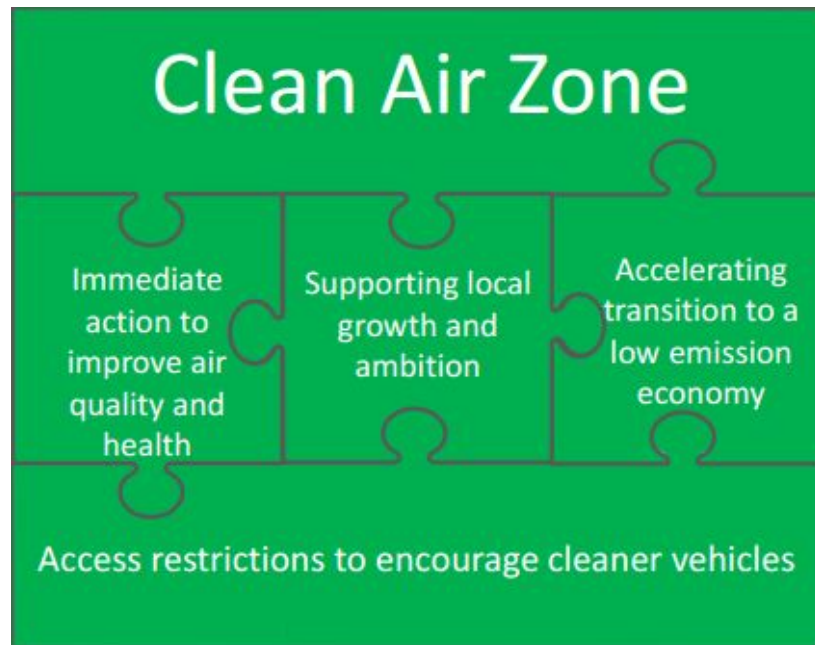 Clean Air Zone
Immediate
action to
improve air
quality and
health
Supporting local
growth and
ambition
Accelerating
transition to a
low emission
economy
Access restrictions to encourage cleaner vehicles